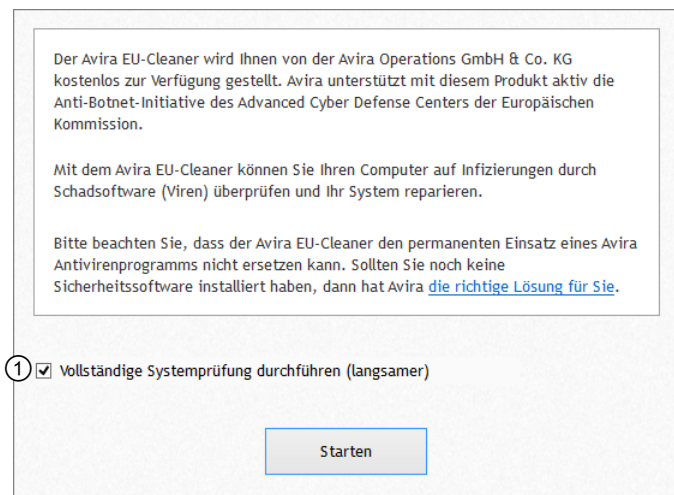 Der Avira EU-Cleaner wird Ihnen von der Avira Operations GmbH & Co. KG
kostenlos zur Verfügung gestellt. Avira unterstützt mit diesem Produkt aktiv die
Anti-Botnet-Initiative des Advanced Cyber Defense Centers der Europäischen
Kommission.
Mit dem Avira EU-Cleaner können Sie Ihren Computer auf Infizierungen durch
Schadsoftware (Viren) überprüfen und Ihr System reparieren.
Bitte beachten Sie, dass der Avira EU-Cleaner den permanenten Einsatz eines Avira
Antivirenprogramms nicht ersetzen kann. Sollten Sie noch keine
Sicherheitssoftware installiert haben, dann hat Avira die richtige Lösung für Sie.
1 Vollständige Systemprüfung durchführen (langsamer)
Starten